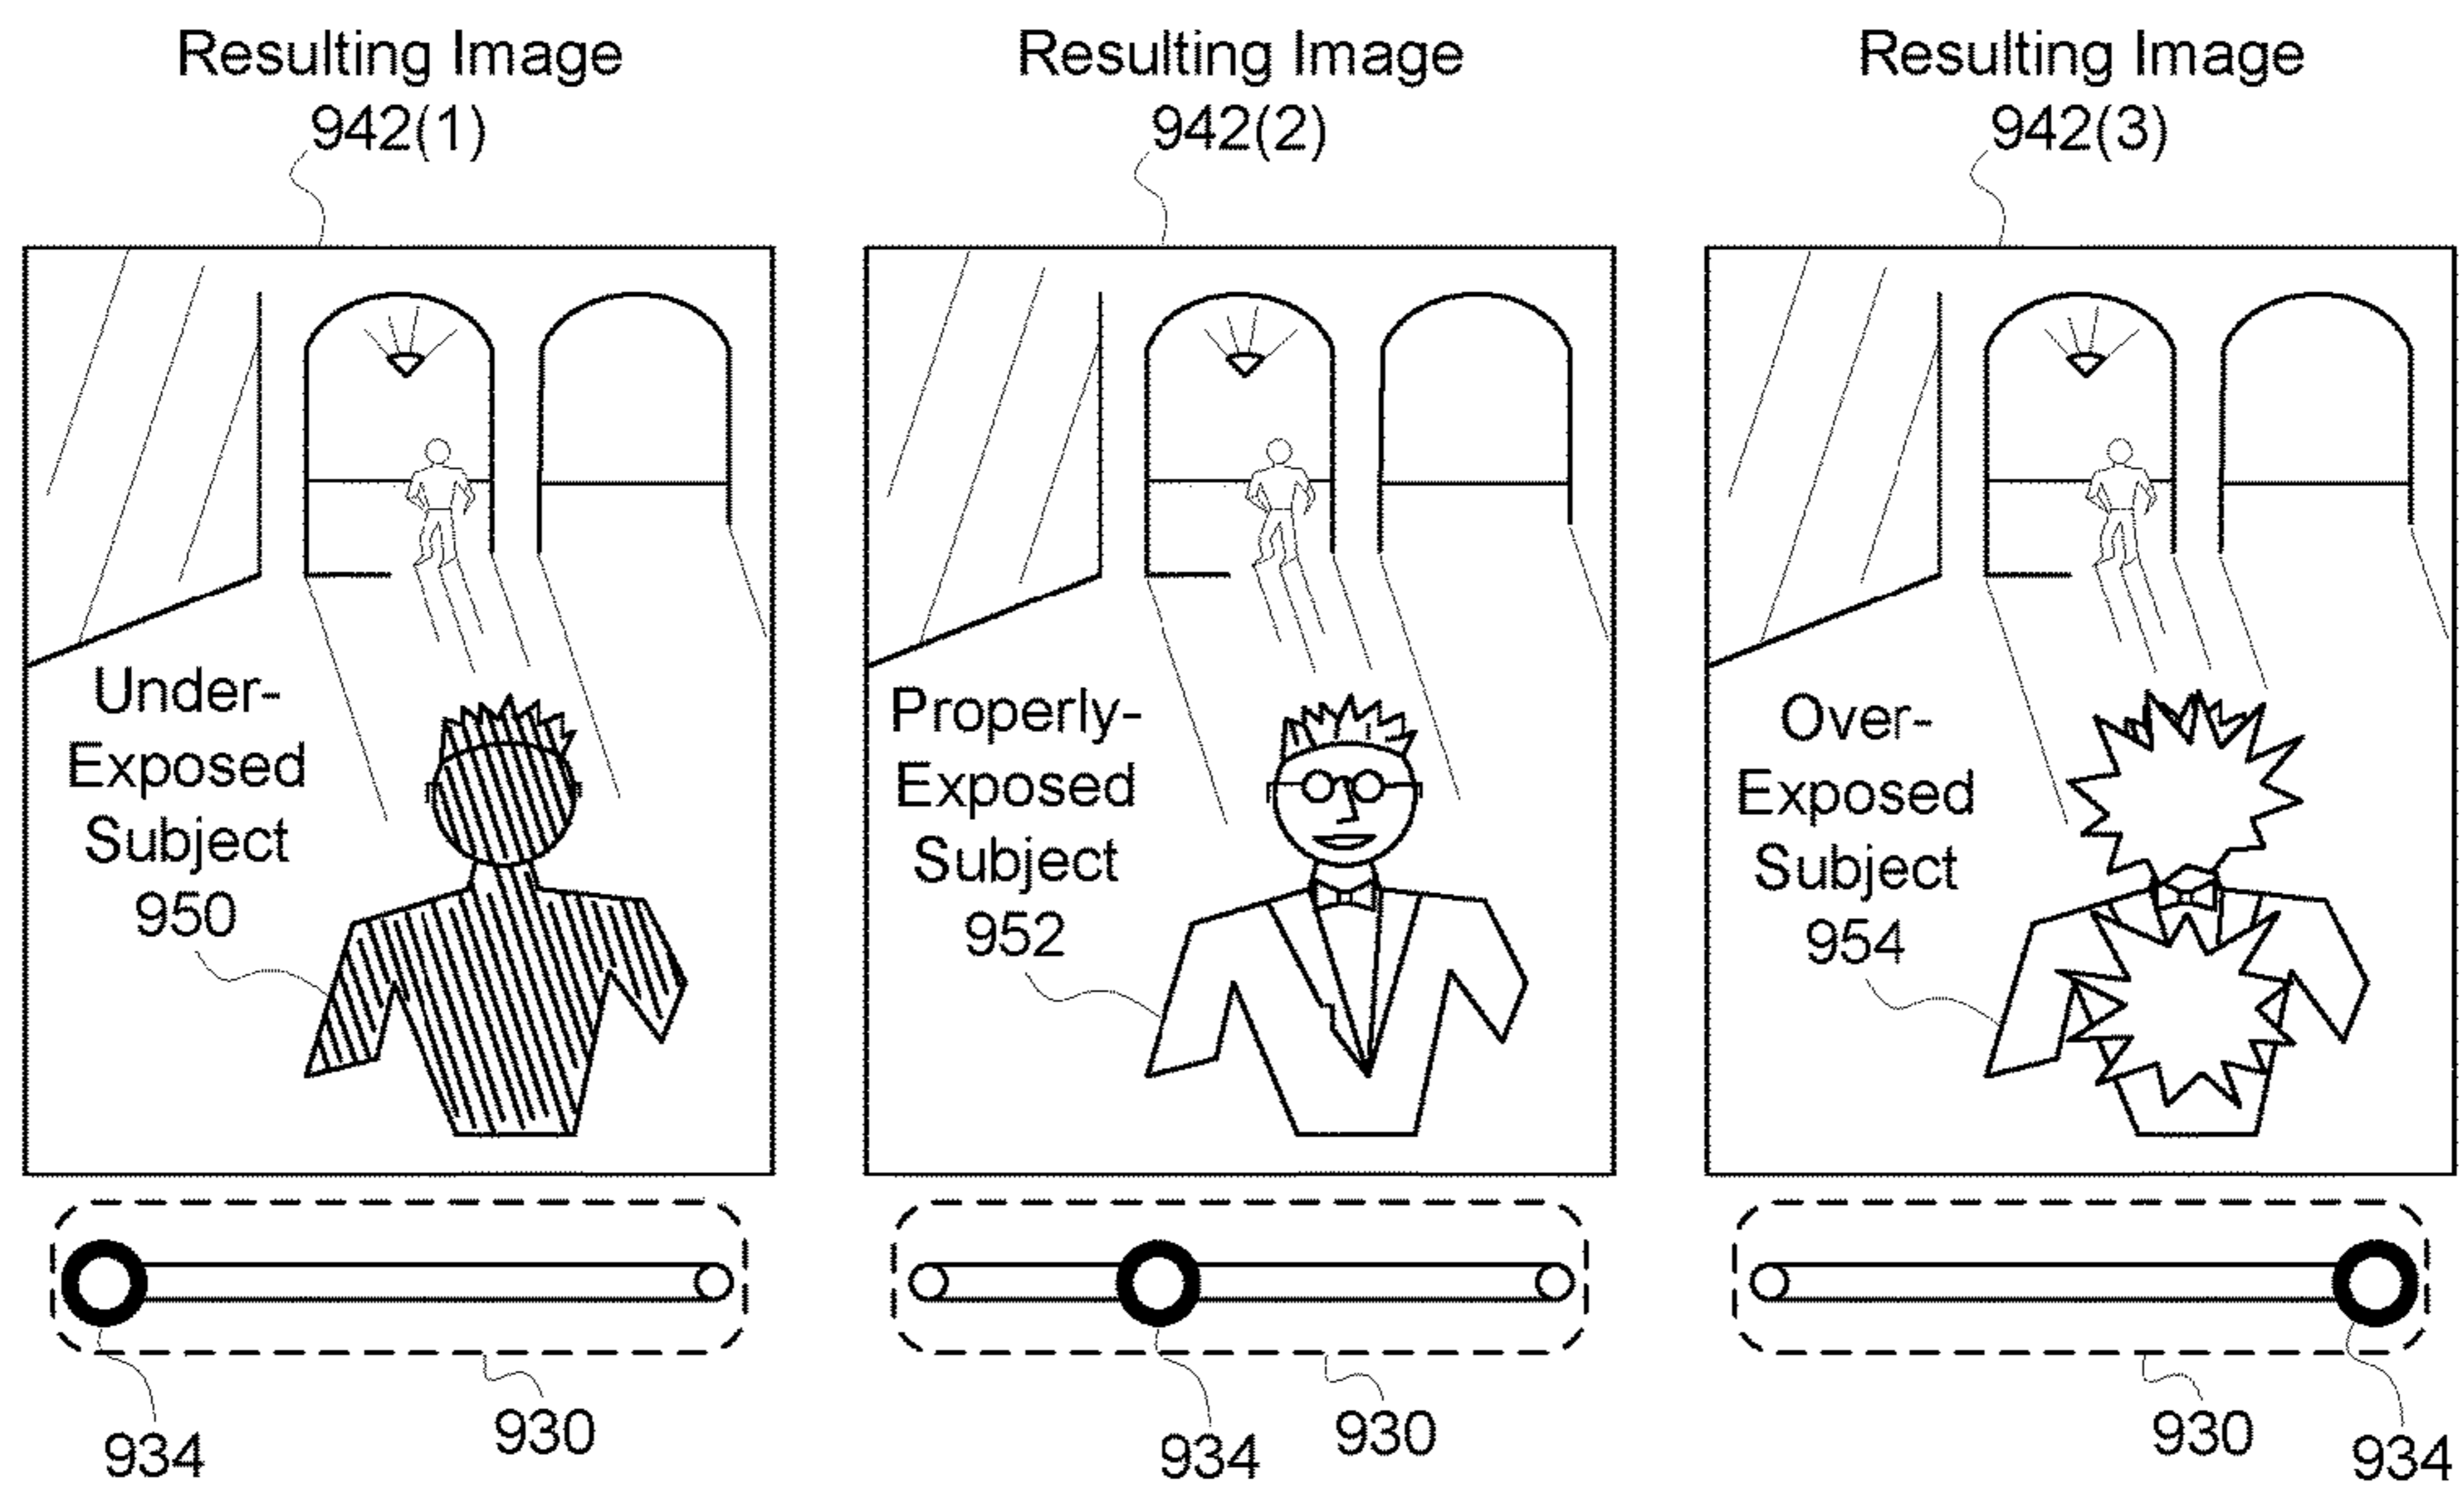 Resulting Image
942(1)
Resulting Image
942(2)
Resulting Image
942(3)
Under-
Exposed
Subject
950
Properly-
Exposed
Subject
952
Over-
Exposed
Subject
954
934
930
934
930
930
934